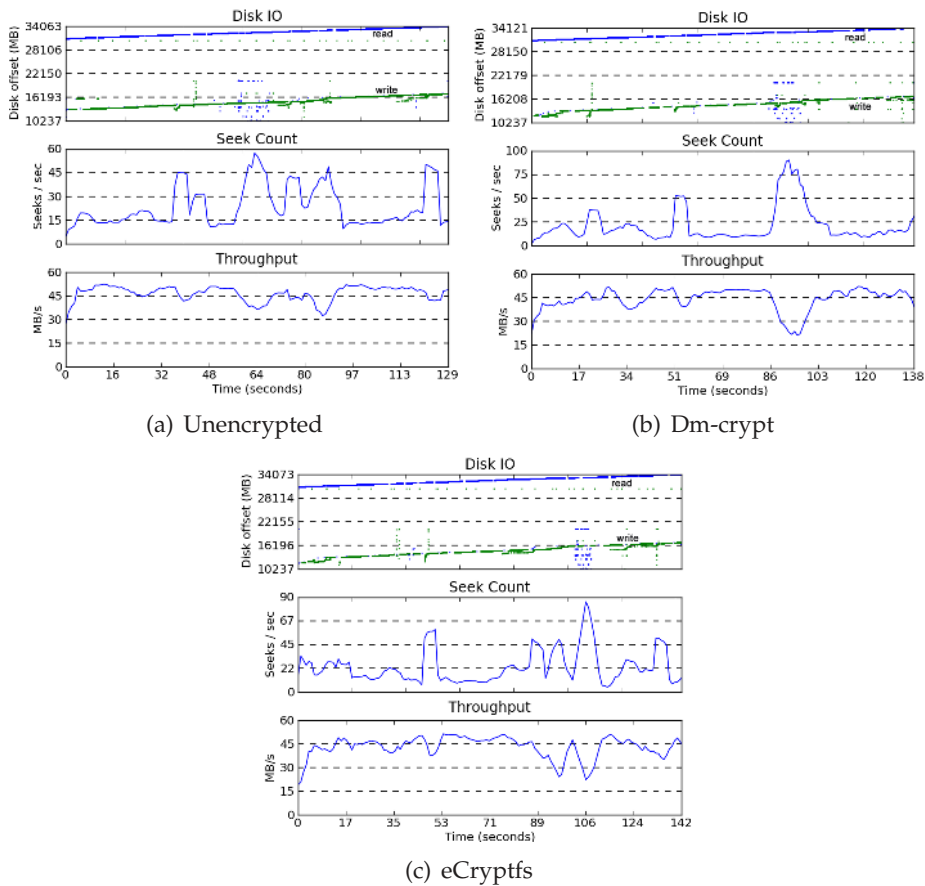 Disk IO
Disk offset (MB)
34063
28106
22150
16193
10237
read
write
Seek Count
Seeks / sec
60
45
30
15
0
Throughput
MB/s
60
45
30
15
0
0 16 32 48 64 80 97 113 129
Time (seconds)
(a) Unencrypted
Disk IO
Disk offset (MB)
34121
28150
22179
16208
10237
read
write
Seek Count
Seeks / sec
100
75
50
25
0
Throughput
MB/s
60
45
30
15
0
0 17 34 51 69 86 103 120 138
Time (seconds)
(b) Dm-crypt
Disk IO
Disk offset (MB)
34073
28114
22155
16196
10237
read
write
Seek Count
Seeks / sec
90
67
45
22
0
Throughput
MB/s
60
45
30
15
0
0 17 35 53 71 89 106 124 142
Time (seconds)
(c) eCryptfs